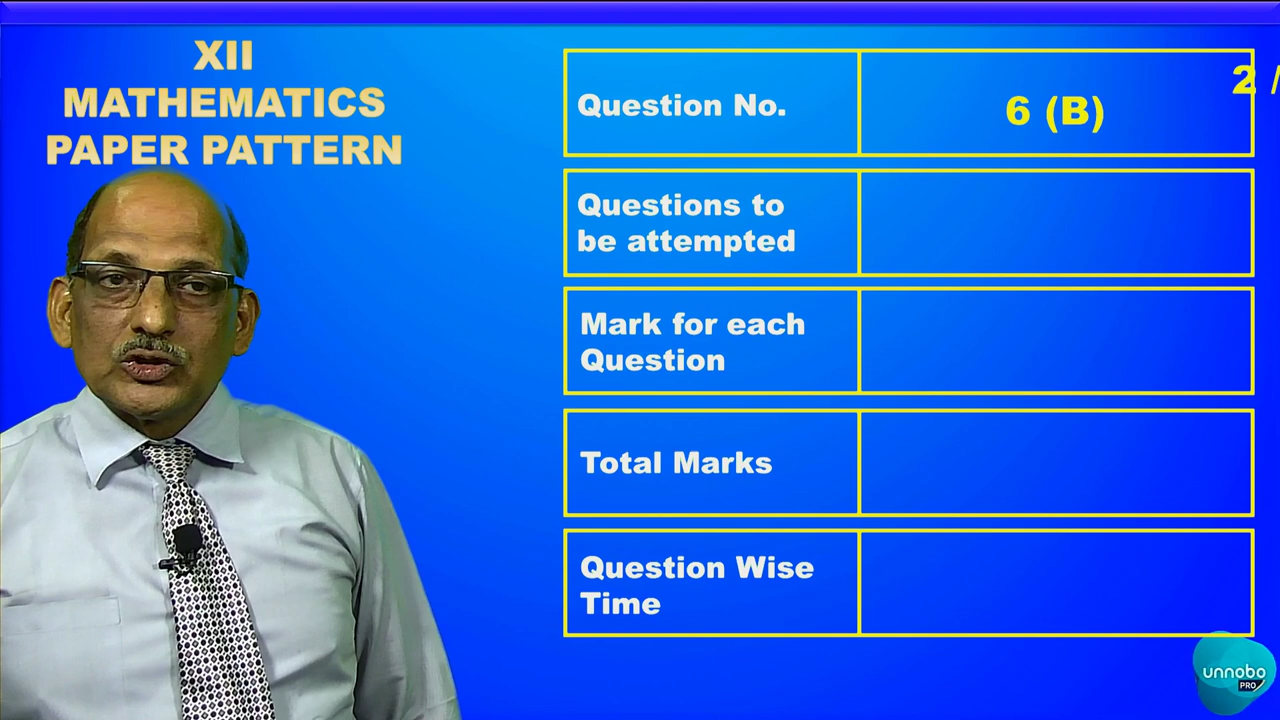 XII
MATHEMATICS
PAPER PATTERN
Question No.
6 (B)
2 /
Questions to
be attempted
Mark for each
Question
Total Marks
Question Wise
Time
unnobo
PRO